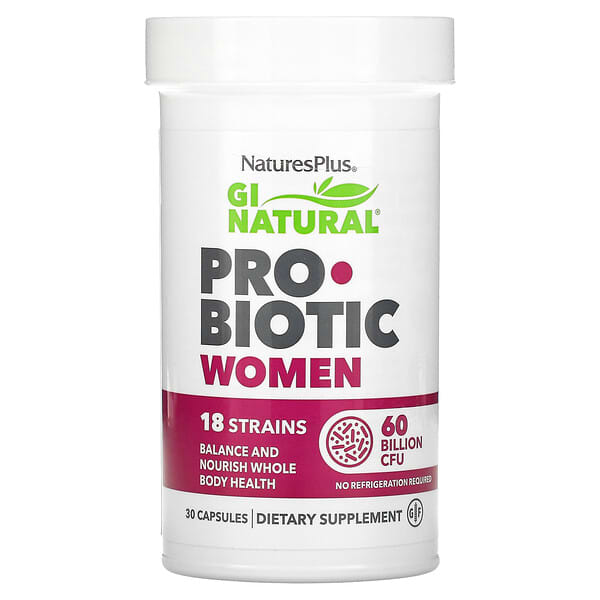 NaturesPlus®
GI
NATURAL®
PRO•
BIOTIC
WOMEN
18 STRAINS
BALANCE AND
NOURISH WHOLE
BODY HEALTH
60
BILLION
CFU
NO REFRIGERATION REQUIRED
30 CAPSULES | DIETARY SUPPLEMENT GF